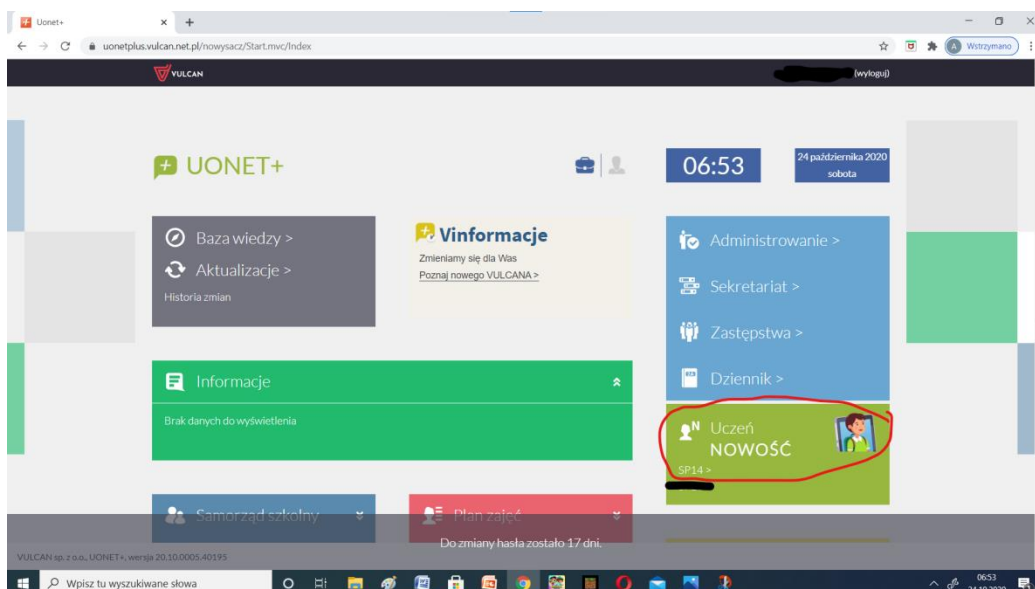 Uonet+
uonetplus.vulcan.net.pl/nowysacz/Start.mvc/Index
A Wstrzymano
VULCAN
(wyloguj)
UONET+
06:53
24 października 2020
sobota
Baza wiedzy >
Aktualizacje >
Historia zmian
Vinformacje
Zmieniamy się dla Was
Poznaj nowego VULCANA >
Administrowanie >
Sekretariat >
Zastępstwa >
Dziennik >
Informacje
Brak danych do wyświetlenia
N Uczeń
NOWOŚĆ
SP14 >
Samorząd szkolny
Plan zajęć
Do zmiany hasła zostało 17 dni.
VULCAN sp. z o.o., UONET+, wersja 20.10.0005.40195
Wpisz tu wyszukiwane słowa
06:53
24.10.2020